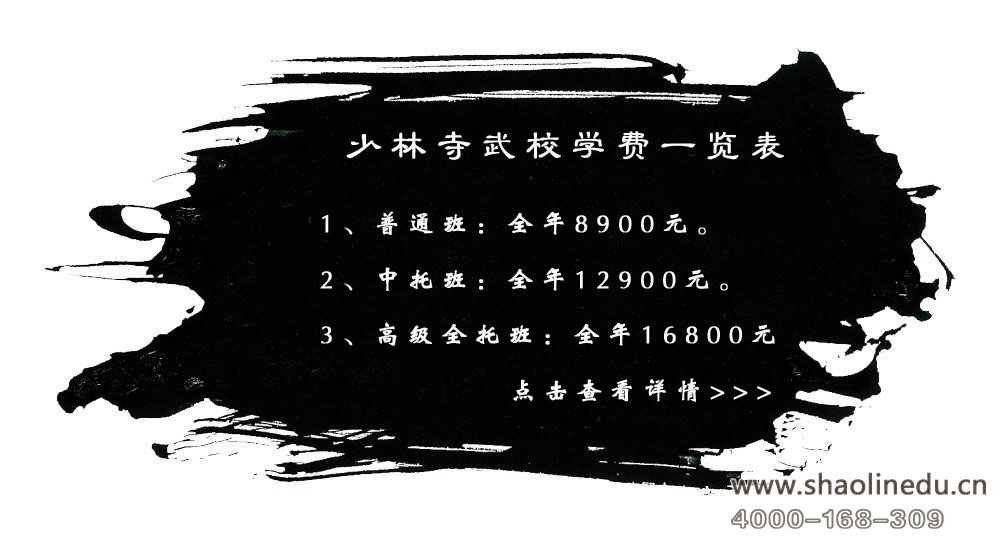 少林寺武校学费一览表
1、普通班：全年8900元。
2、中托班：全年12900元。
3、高级全托班：全年16800元
点击查看详情>>>
www.shaolinedu.cn
4000-168-309